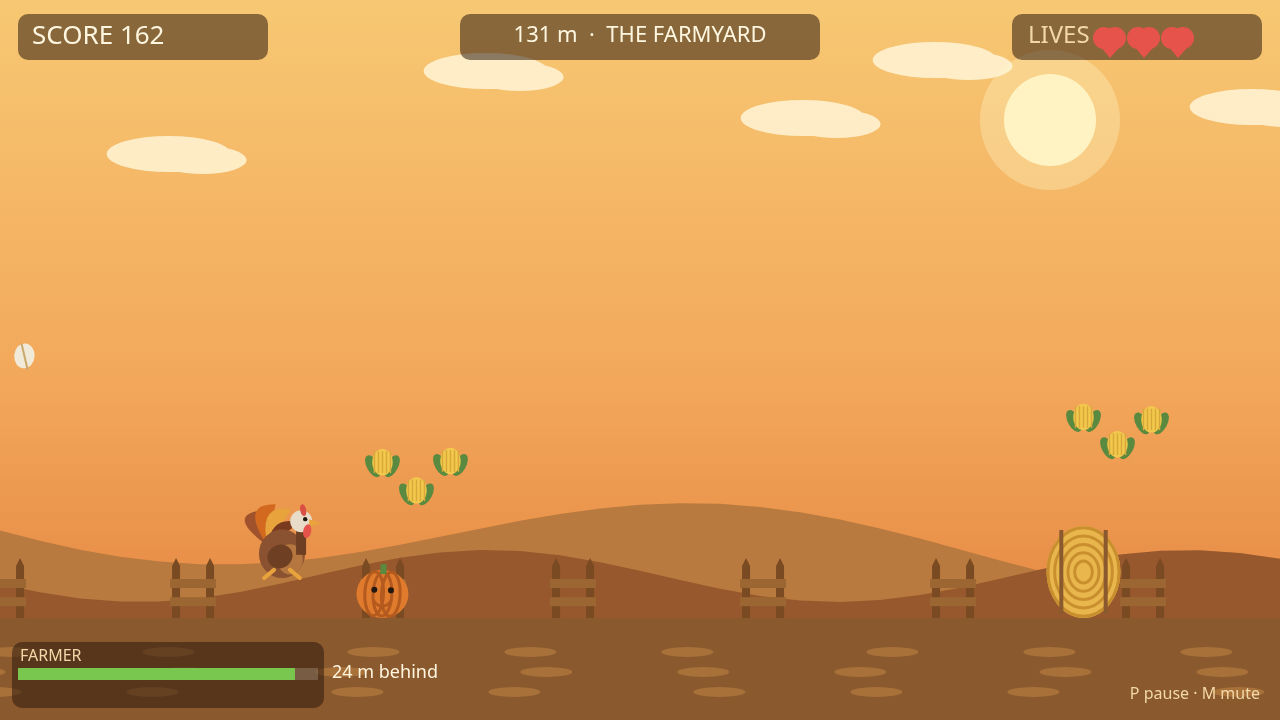 SCORE 162
131 m · THE FARMYARD
LIVES
FARMER
24 m behind
P pause · M mute